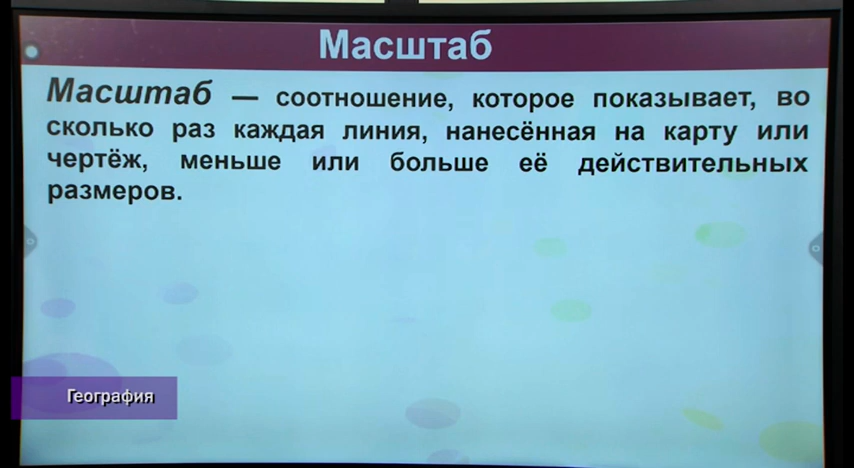 Масштаб
Масштаб — соотношение, которое показывает, во
сколько раз каждая линия, нанесённая на карту или
чертёж, меньше или больше её действительных
размеров.
География